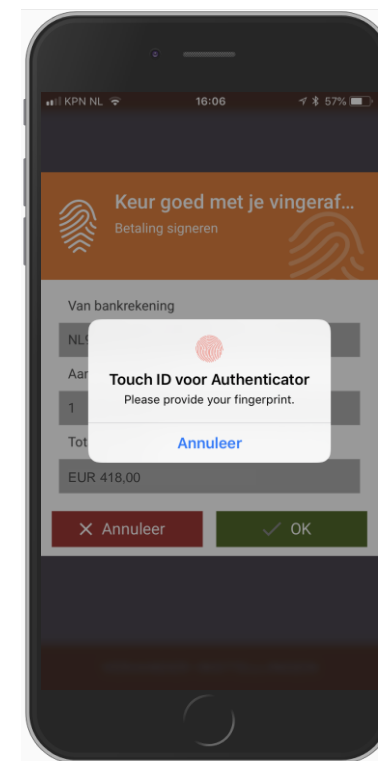 KPN NL 16:06 57%
Keur goed met je vingeraf...
Betaling signeren
Van bankrekening
Touch ID voor Authenticator
Please provide your fingerprint.
1
Annuleer
EUR 418,00
Annuleer OK